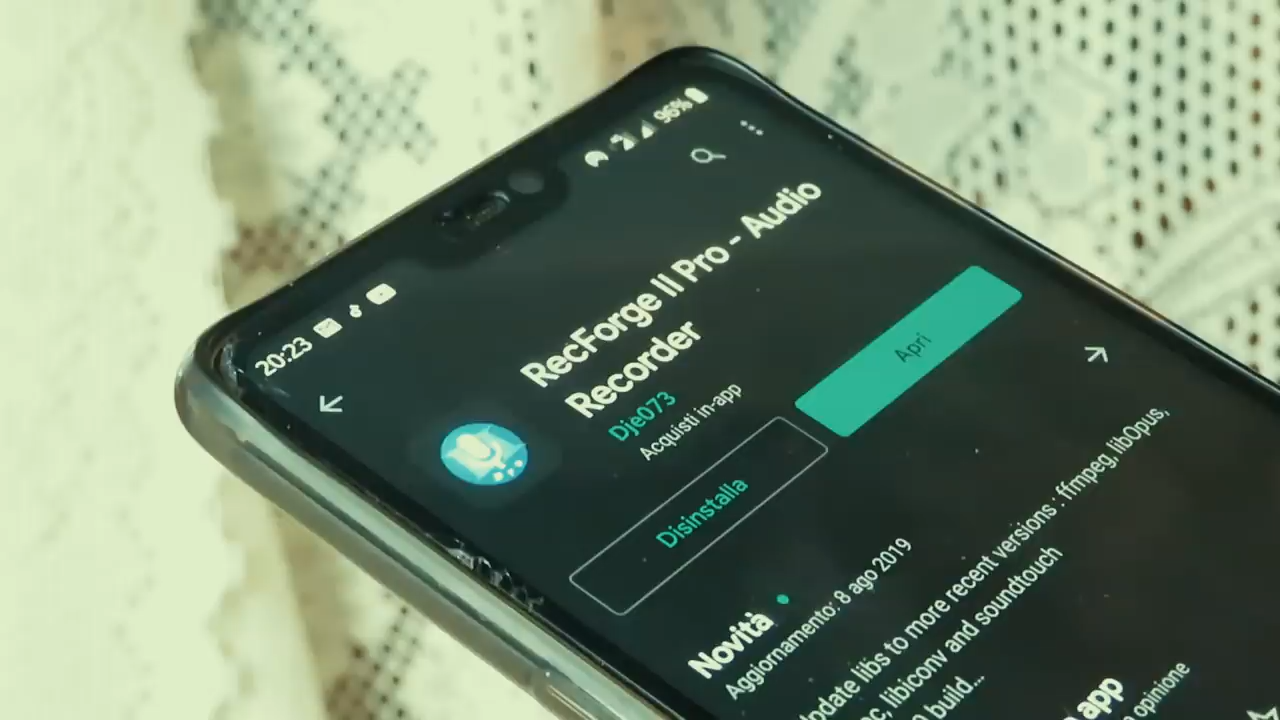 20:23
96%
RecForge II Pro - Audio
Recorder
Dje073
Acquisti in-app
Disinstalla
Apri
Novità
Aggiornamento: 8 ago 2019
Update libs to more recent versions : ffmpeg, libOpus,
libiconv and soundtouch
build...
app
opinione